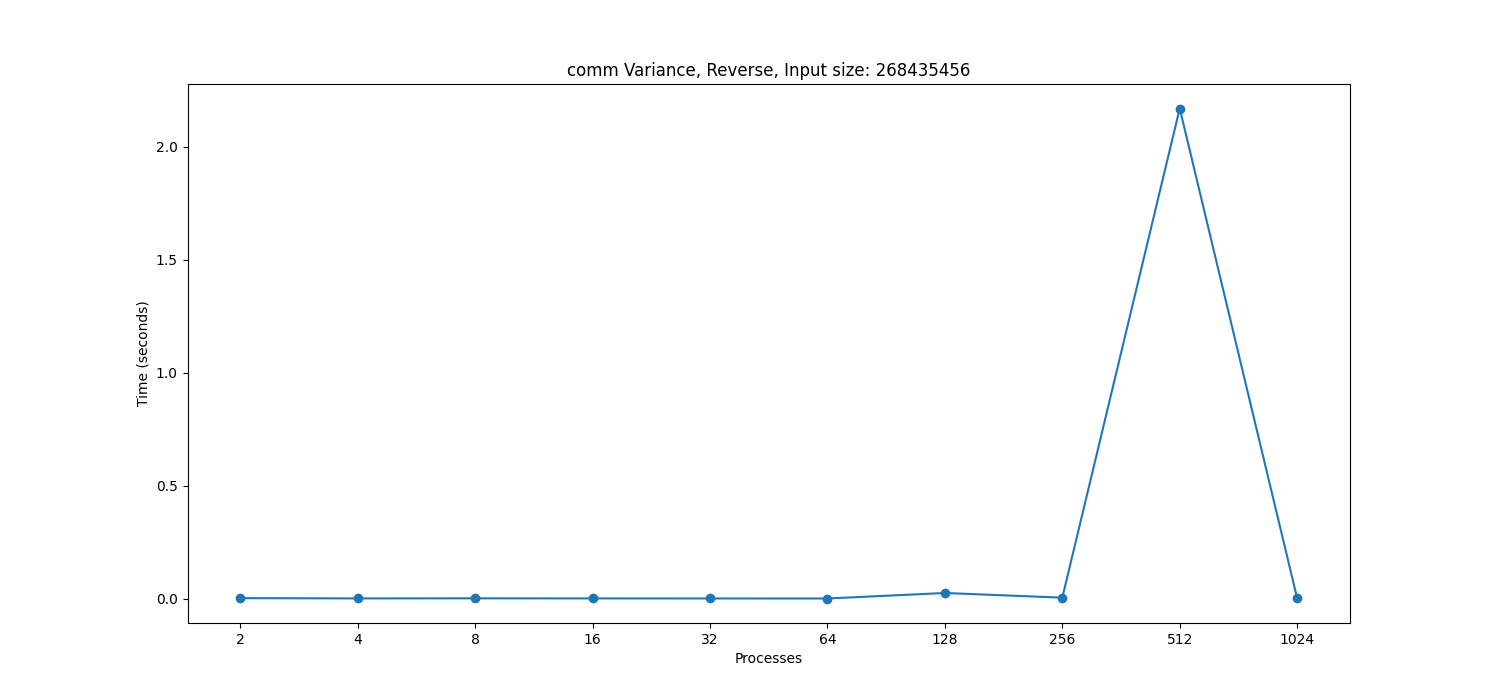 comm Variance, Reverse, Input size: 268435456
Time (seconds)
2.0
1.5
1.0
0.5
0.0
2 4 8 16 32 64 128 256 512 1024
Processes